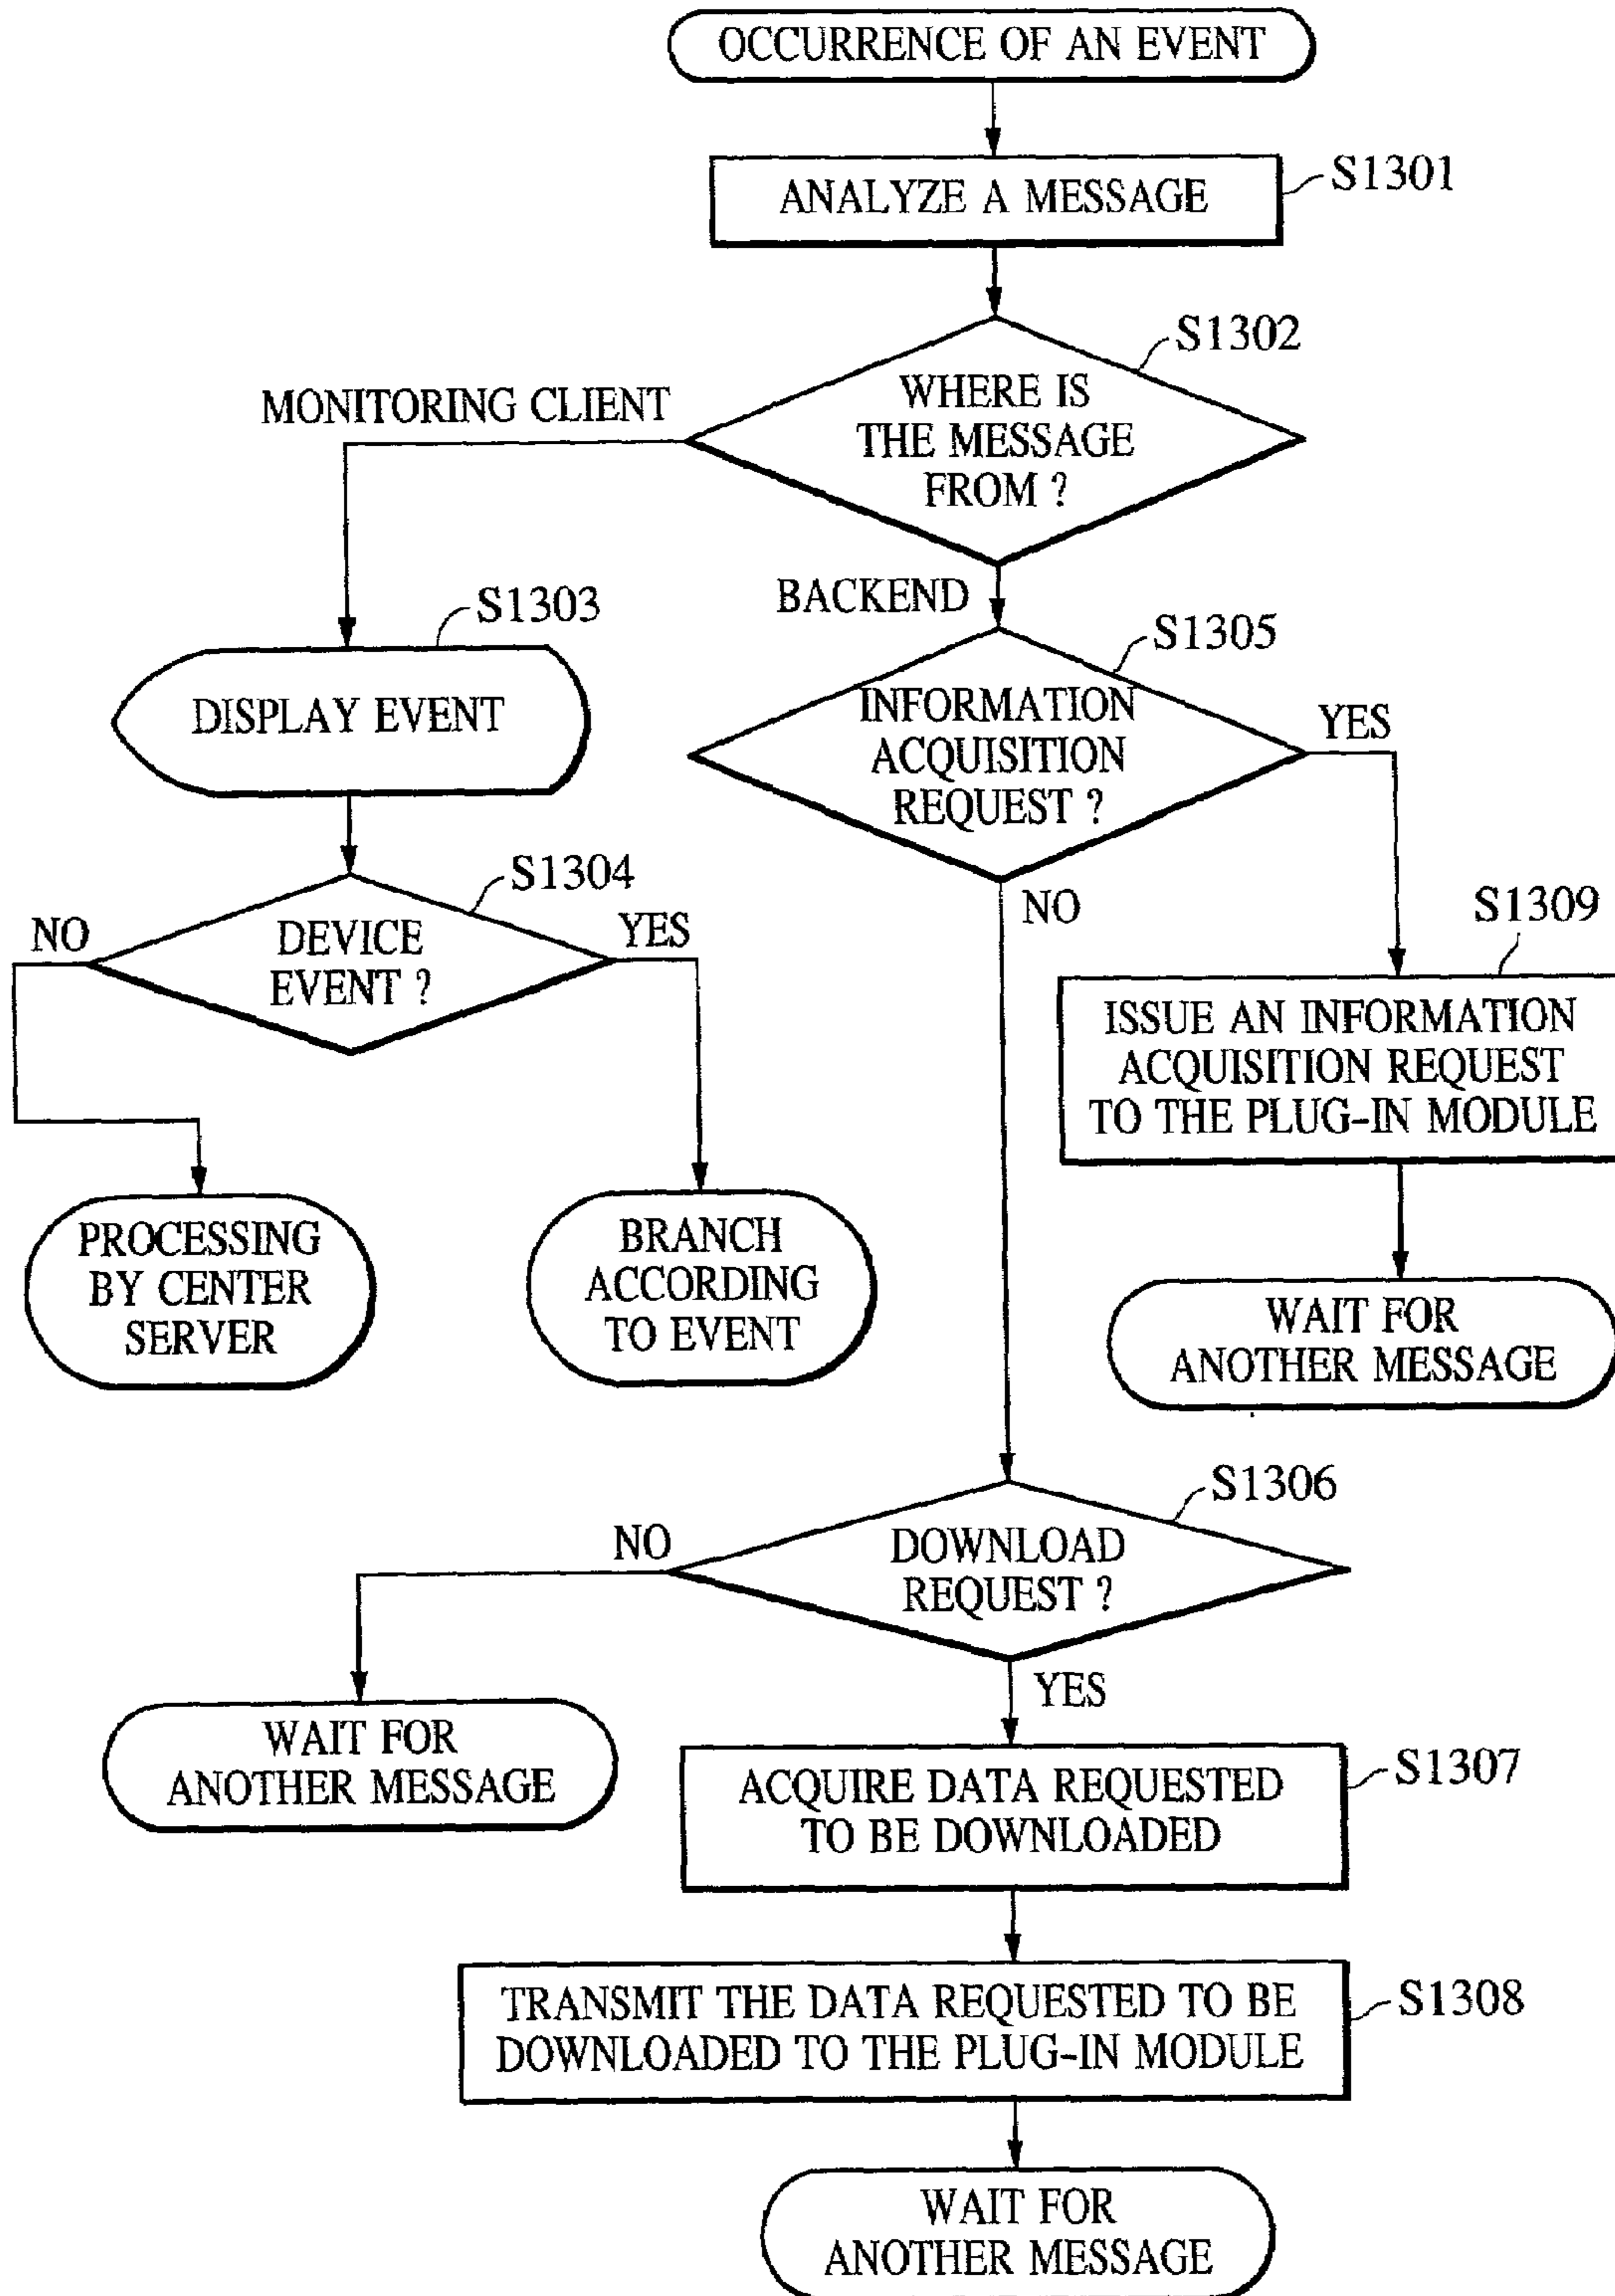 OCCURRENCE OF AN EVENT
ANALYZE A MESSAGE
S1301
S1302
WHERE IS
THE MESSAGE
FROM ?
MONITORING CLIENT
BACKEND
S1303
DISPLAY EVENT
S1305
INFORMATION
ACQUISITION
REQUEST ?
YES
NO
S1304
DEVICE
EVENT ?
NO
YES
S1309
ISSUE AN INFORMATION
ACQUISITION REQUEST
TO THE PLUG-IN MODULE
PROCESSING
BY CENTER
SERVER
BRANCH
ACCORDING
TO EVENT
WAIT FOR
ANOTHER MESSAGE
S1306
DOWNLOAD
REQUEST ?
NO
YES
WAIT FOR
ANOTHER MESSAGE
S1307
ACQUIRE DATA REQUESTED
TO BE DOWNLOADED
S1308
TRANSMIT THE DATA REQUESTED TO BE
DOWNLOADED TO THE PLUG-IN MODULE
WAIT FOR
ANOTHER MESSAGE